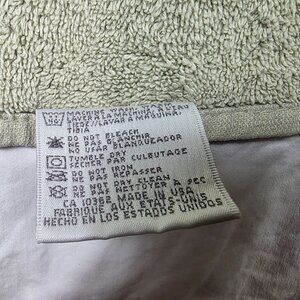 MACHINE WASH, WARM
LAVER A LA MACHINE A L'EAU
TIEDE//LAVAR A MAQUINA,
TIBIA
DO NOT BLEACH
NE PAS BLANCHIR
NO USAR BLANQUEADOR
TUMBLE DRY
SECHER PAR CULBUTAGE
DO NOT IRON
NE PAS REPASSER
DO NOT DRY CLEAN
NE PAS NETTOYER A SEC
CA 10382 MADE IN USA
FABRIQUE AUX ETATS-UNIS
HECHO EN LOS ESTADOS UNIDOS